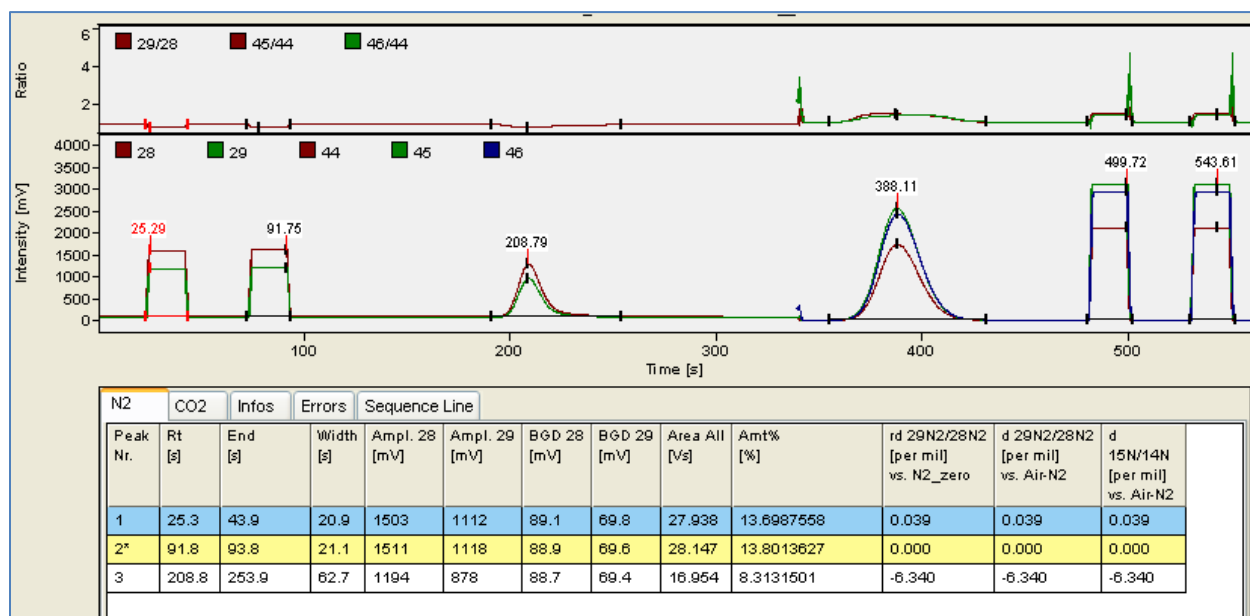 6
4
2
Ratio
29/28 45/44 46/44
4000
3500
3000
2500
2000
1500
1000
500
0
Intensity [mV]
28 29 44 45 46
25.29 91.75 208.79 388.11 499.72 543.61
100 200 300 400 500
Time [s]
N2 CO2 Infos Errors Sequence Line
Peak Nr. Rt [s] End [s] Width [s] Ampl. 28 [mV] Ampl. 29 [mV] BGD 28 [mV] BGD 29 [mV] Area All [Vs] Amt% [%] rd 29N2/28N2 [per mil] vs. N2_zero d 29N2/28N2 [per mil] vs. Air-N2 d 15N/14N [per mil] vs. Air-N2
1 25.3 43.9 20.9 1503 1112 89.1 69.8 27.938 13.6987558 0.039 0.039 0.039
2* 91.8 93.8 21.1 1511 1118 88.9 69.6 28.147 13.8013627 0.000 0.000 0.000
3 208.8 253.9 62.7 1194 878 88.7 69.4 16.954 8.3131501 -6.340 -6.340 -6.340